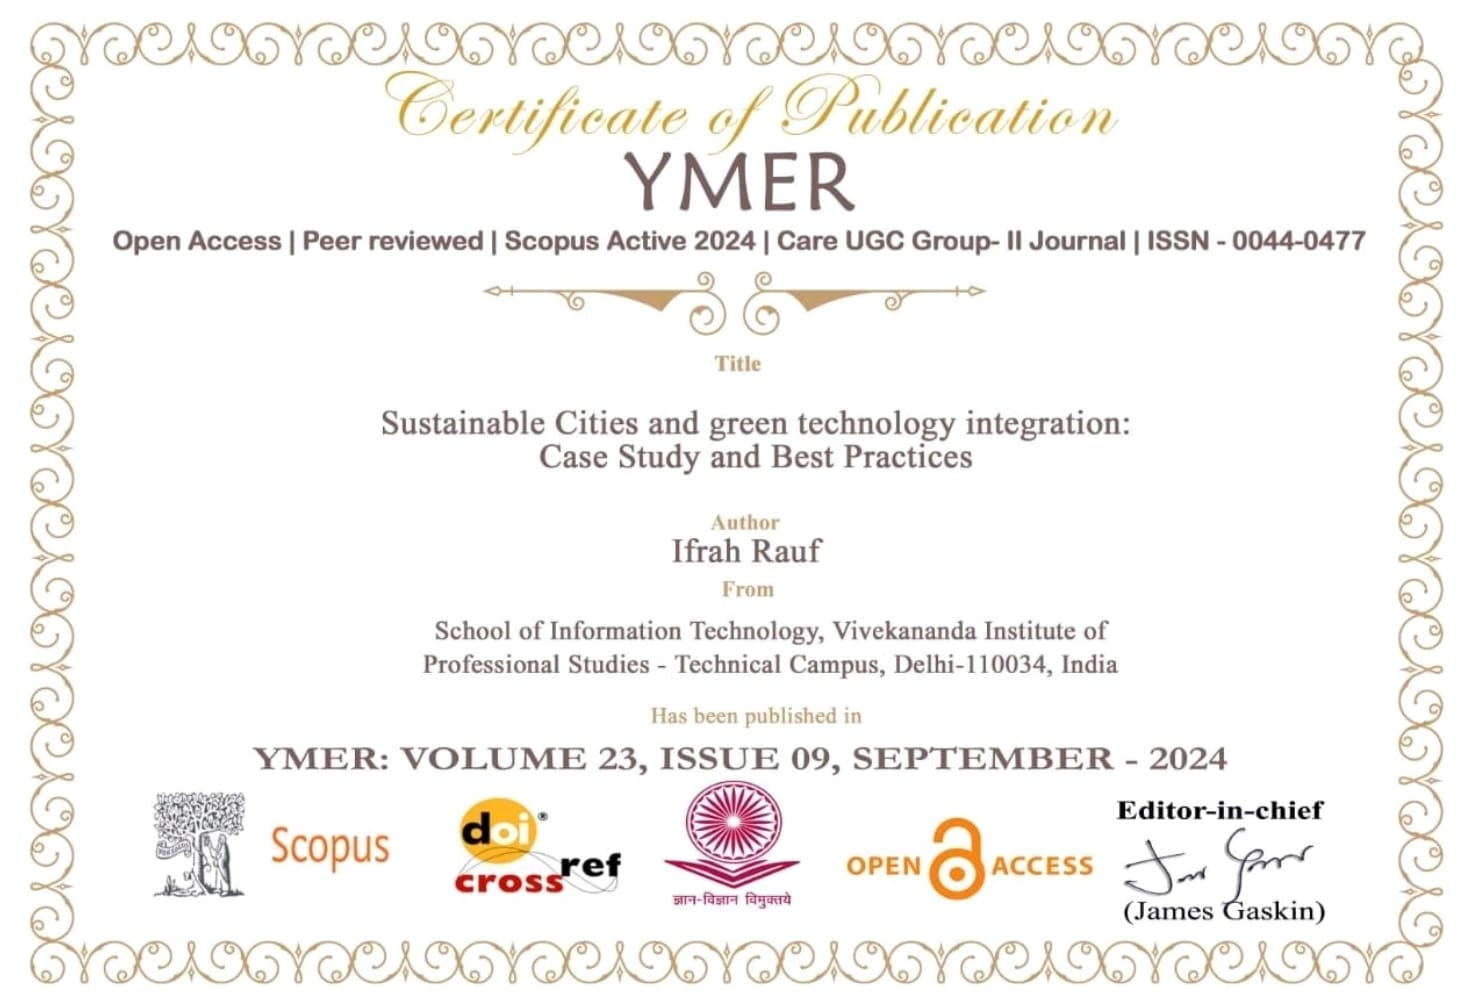 Certificate of Publication
YMER
Open Access | Peer reviewed | Scopus Active 2024 | Care UGC Group- II Journal | ISSN - 0044-0477
Title
Sustainable Cities and green technology integration:
Case Study and Best Practices
Author
Ifrah Rauf
From
School of Information Technology, Vivekananda Institute of
Professional Studies - Technical Campus, Delhi-110034, India
Has been published in
YMER: VOLUME 23, ISSUE 09, SEPTEMBER - 2024
Scopus
doi®
cross ref
ज्ञान-विज्ञान विमुक्तये
OPEN ACCESS
Editor-in-chief
(James Gaskin)